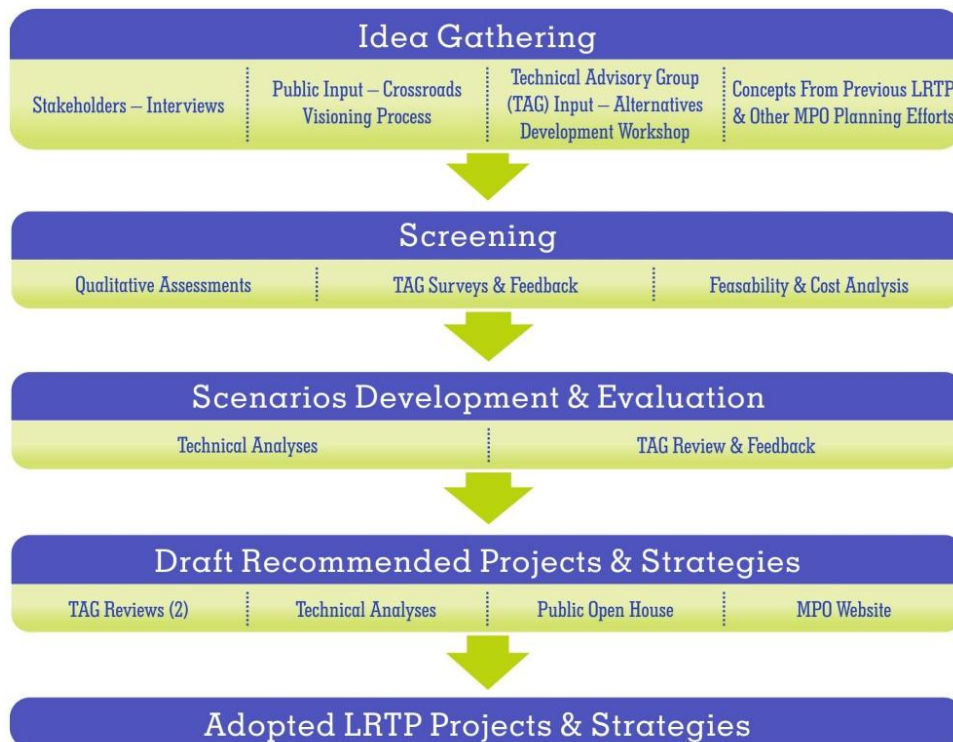 Idea Gathering
Stakeholders – Interviews
Public Input – Crossroads
Visioning Process
Technical Advisory Group
(TAG) Input – Alternatives
Development Workshop
Concepts From Previous LRTP
& Other MPO Planning Efforts
Screening
Qualitative Assessments
TAG Surveys & Feedback
Feasability & Cost Analysis
Scenarios Development & Evaluation
Technical Analyses
TAG Review & Feedback
Draft Recommended Projects & Strategies
TAG Reviews (2)
Technical Analyses
Public Open House
MPO Website
Adopted LRTP Projects & Strategies